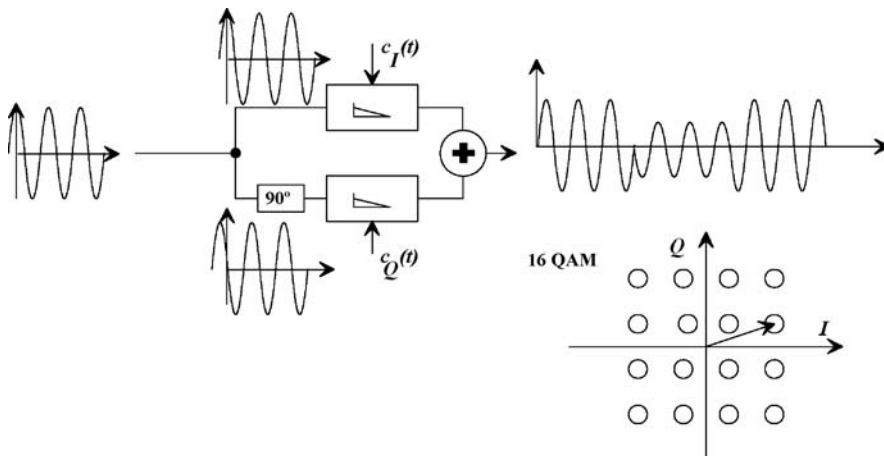 c_I(t)
90º
c_Q(t)
16 QAM
Q
I